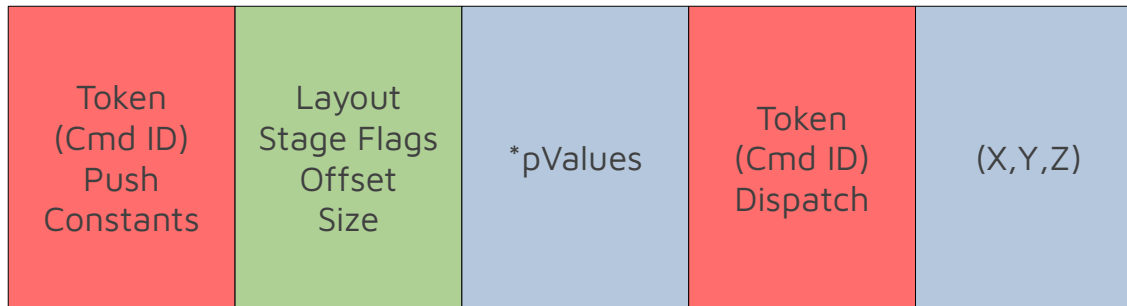 Token
(Cmd ID)
Push
Constants
Layout
Stage Flags
Offset
Size
*pValues
Token
(Cmd ID)
Dispatch
(X,Y,Z)